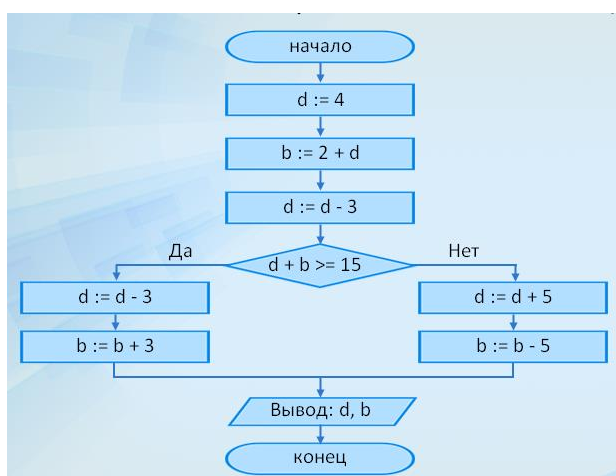 начало
d := 4
b := 2 + d
d := d - 3
d + b >= 15
Да
Нет
d := d - 3
d := d + 5
b := b + 3
b := b - 5
Вывод: d, b
конец